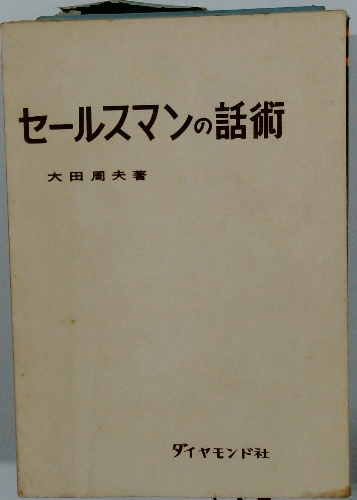 セールスマンの話術
大田周夫著
ダイヤモンド社